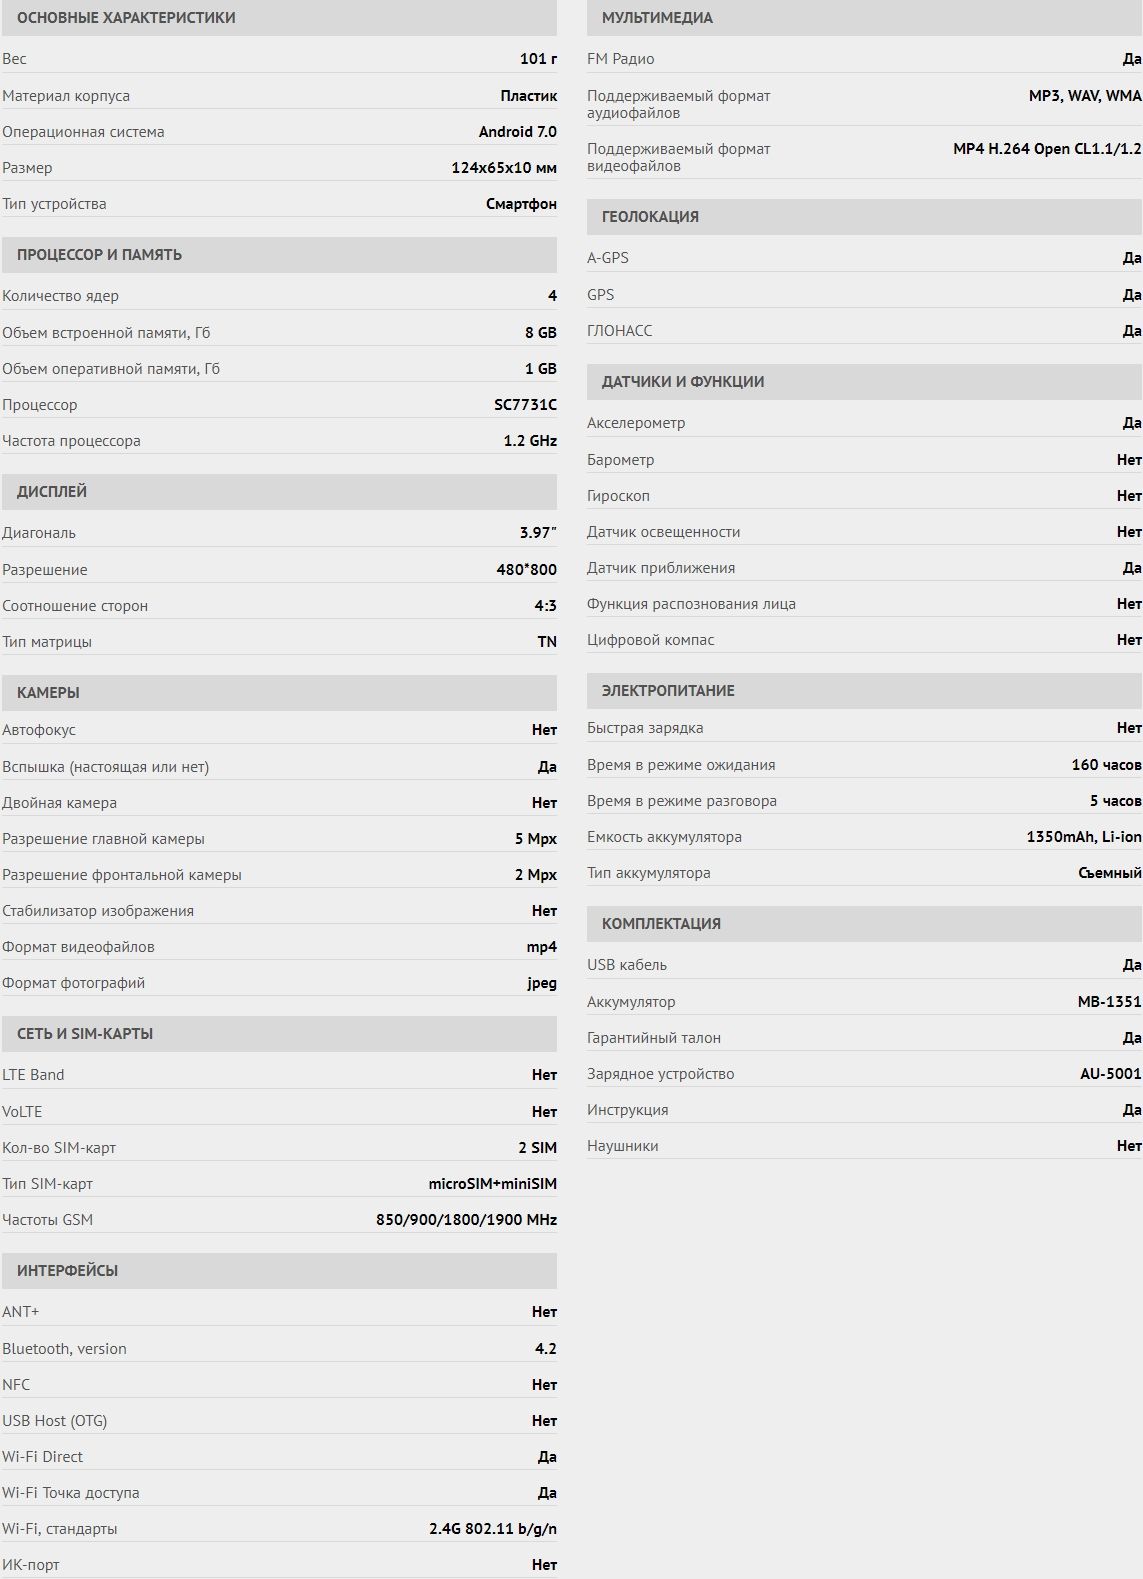 ОСНОВНЫЕ ХАРАКТЕРИСТИКИ
Вес 101 г
Материал корпуса Пластик
Операционная система Android 7.0
Размер 124x65x10 мм
Тип устройства Смартфон
ПРОЦЕССОР И ПАМЯТЬ
Количество ядер 4
Объем встроенной памяти, Гб 8 GB
Объем оперативной памяти, Гб 1 GB
Процессор SC7731C
Частота процессора 1.2 GHz
ДИСПЛЕЙ
Диагональ 3.97"
Разрешение 480*800
Соотношение сторон 4:3
Тип матрицы TN
КАМЕРЫ
Автофокус Нет
Вспышка (настоящая или нет) Да
Двойная камера Нет
Разрешение главной камеры 5 Mpx
Разрешение фронтальной камеры 2 Mpx
Стабилизатор изображения Нет
Формат видеофайлов mp4
Формат фотографий jpeg
СЕТЬ И SIM-КАРТЫ
LTE Band Нет
VoLTE Нет
Кол-во SIM-карт 2 SIM
Тип SIM-карт microSIM+miniSIM
Частоты GSM 850/900/1800/1900 MHz
ИНТЕРФЕЙСЫ
ANT+ Нет
Bluetooth, version 4.2
NFC Нет
USB Host (OTG) Нет
Wi-Fi Direct Да
Wi-Fi Точка доступа Да
Wi-Fi, стандарты 2.4G 802.11 b/g/n
ИК-порт Нет
МУЛЬТИМЕДИА
FM Радио Да
Поддерживаемый формат MP3, WAV, WMA
аудиофайлов
Поддерживаемый формат MP4 H.264 Open CL1.1/1.2
видеофайлов
ГЕОЛОКАЦИЯ
A-GPS Да
GPS Да
ГЛОНАСС Да
ДАТЧИКИ И ФУНКЦИИ
Акселерометр Да
Барометр Нет
Гироскоп Нет
Датчик освещенности Нет
Датчик приближения Да
Функция распознования лица Нет
Цифровой компас Нет
ЭЛЕКТРОПИТАНИЕ
Быстрая зарядка Нет
Время в режиме ожидания 160 часов
Время в режиме разговора 5 часов
Емкость аккумулятора 1350mAh, Li-ion
Тип аккумулятора Съемный
КОМПЛЕКТАЦИЯ
USB кабель Да
Аккумулятор MB-1351
Гарантийный талон Да
Зарядное устройство AU-5001
Инструкция Да
Наушники Нет